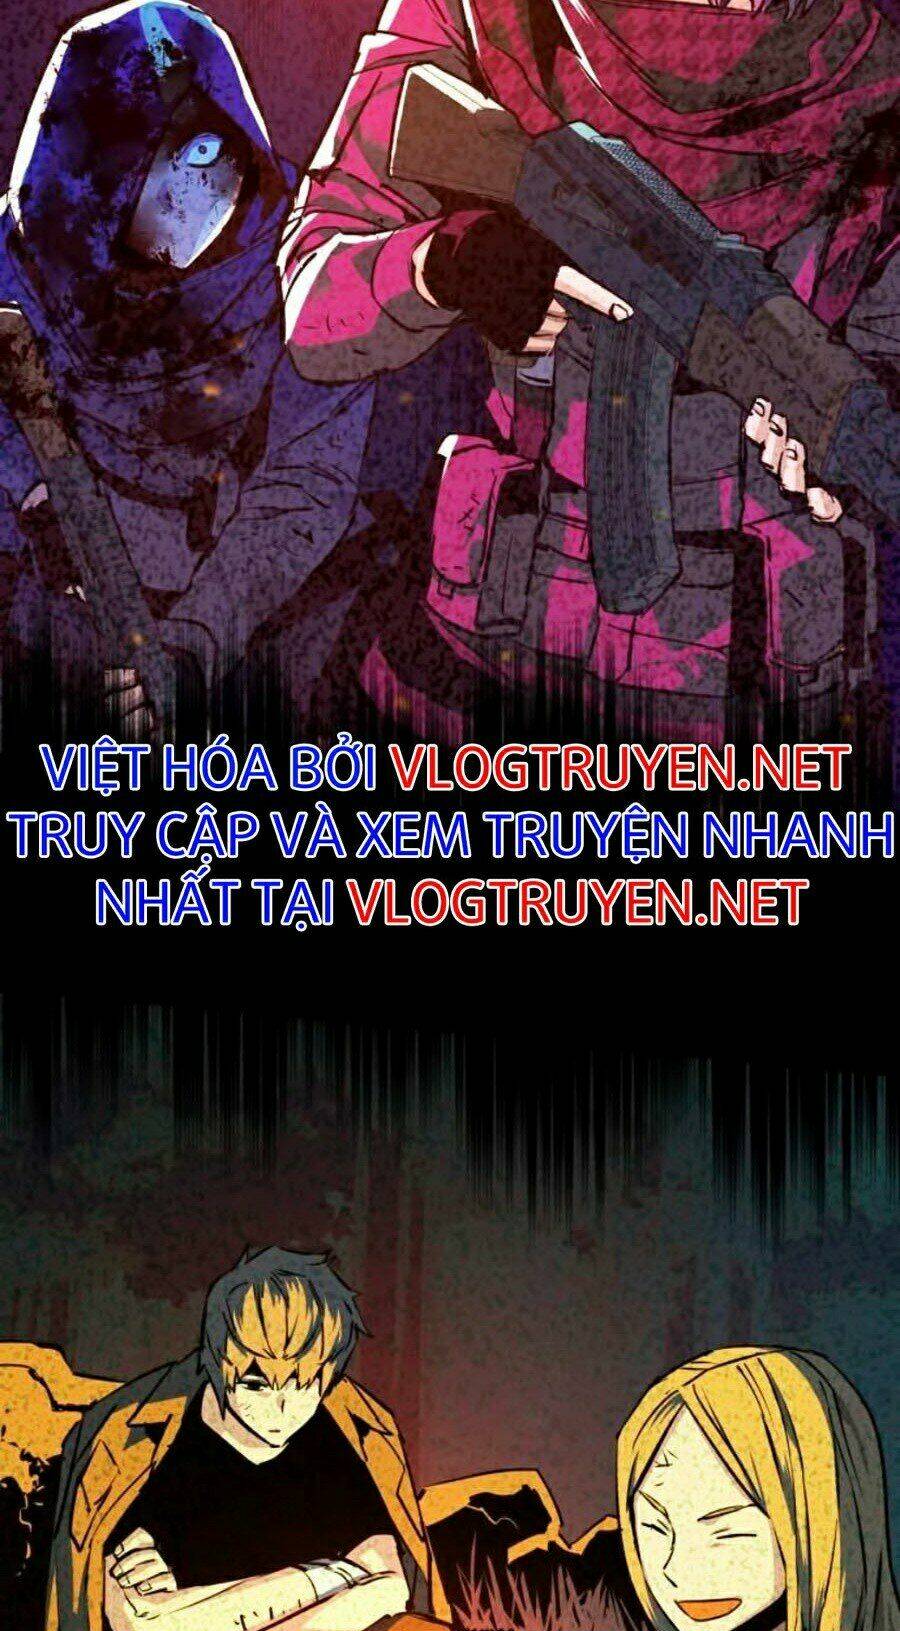 VIỆT HÓA BỞI VLOGTRUYEN.NET
TRUY CẬP VÀ XEM TRUYỆN NHANH
NHẤT TẠI VLOGTRUYEN.NET